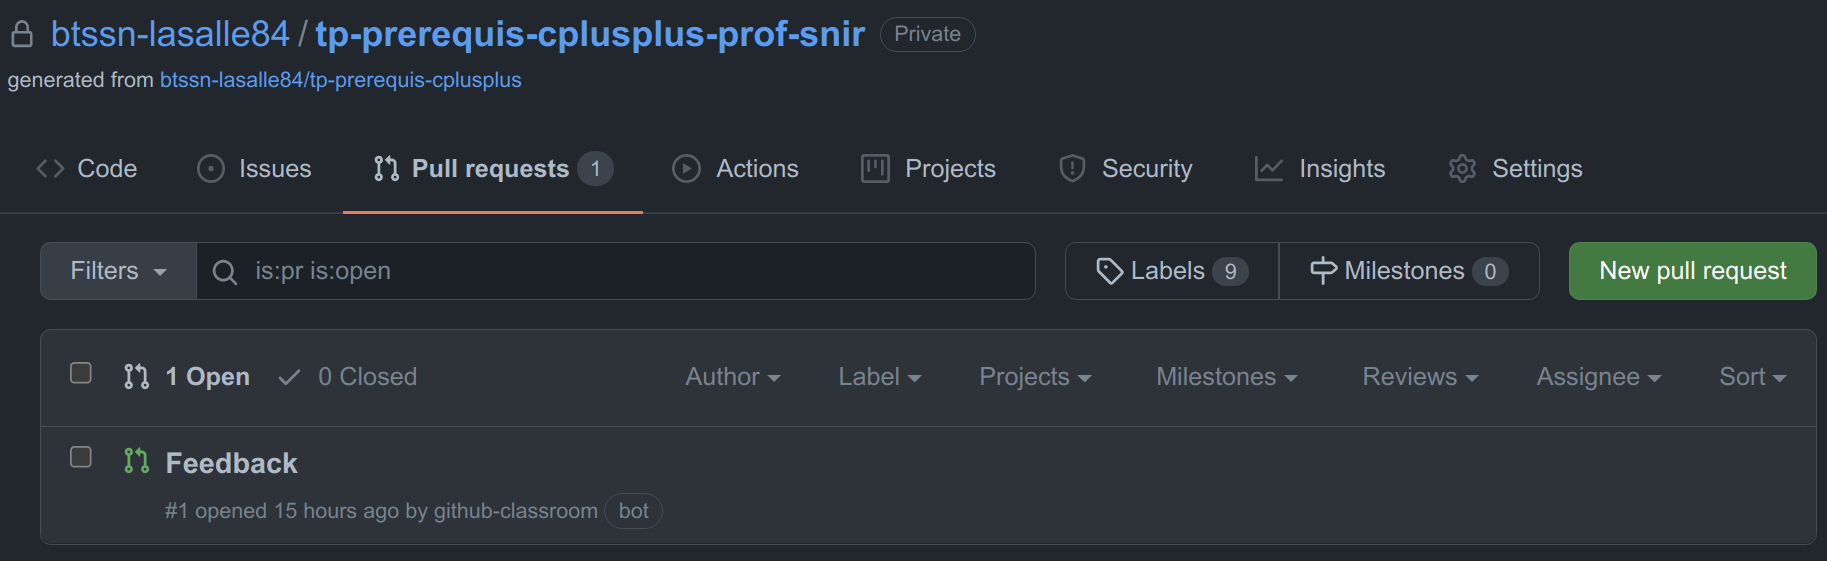 btssn-lasalle84 / tp-prerequis-cplusplus-prof-snir Private
generated from btssn-lasalle84/tp-prerequis-cplusplus
Code Issues Pull requests 1 Actions Projects Security Insights Settings
Filters is:pr is:open Labels 9 Milestones 0 New pull request
1 Open 0 Closed Author Label Projects Milestones Reviews Assignee Sort
Feedback
#1 opened 15 hours ago by github-classroom bot